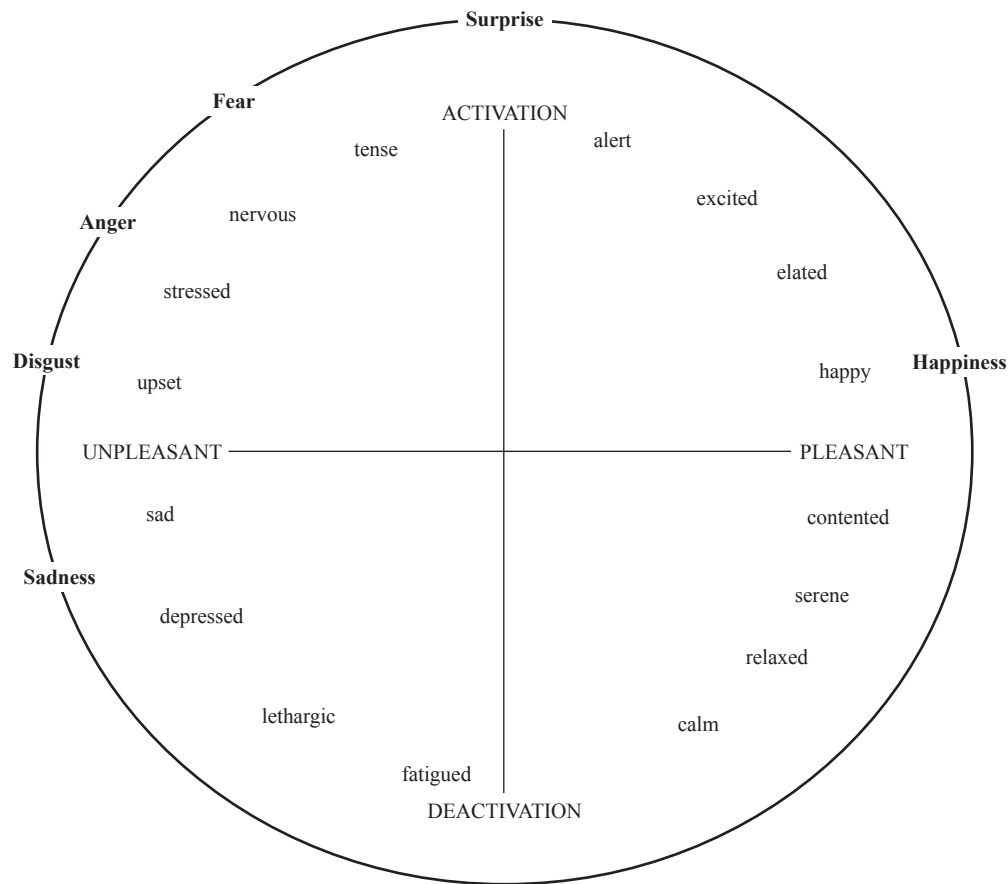 Surprise
Fear
ACTIVATION
tense
alert
excited
nervous
Anger
elated
stressed
Disgust
Happiness
upset
happy
UNPLEASANT
PLEASANT
sad
contented
Sadness
serene
depressed
relaxed
lethargic
calm
fatigued
DEACTIVATION